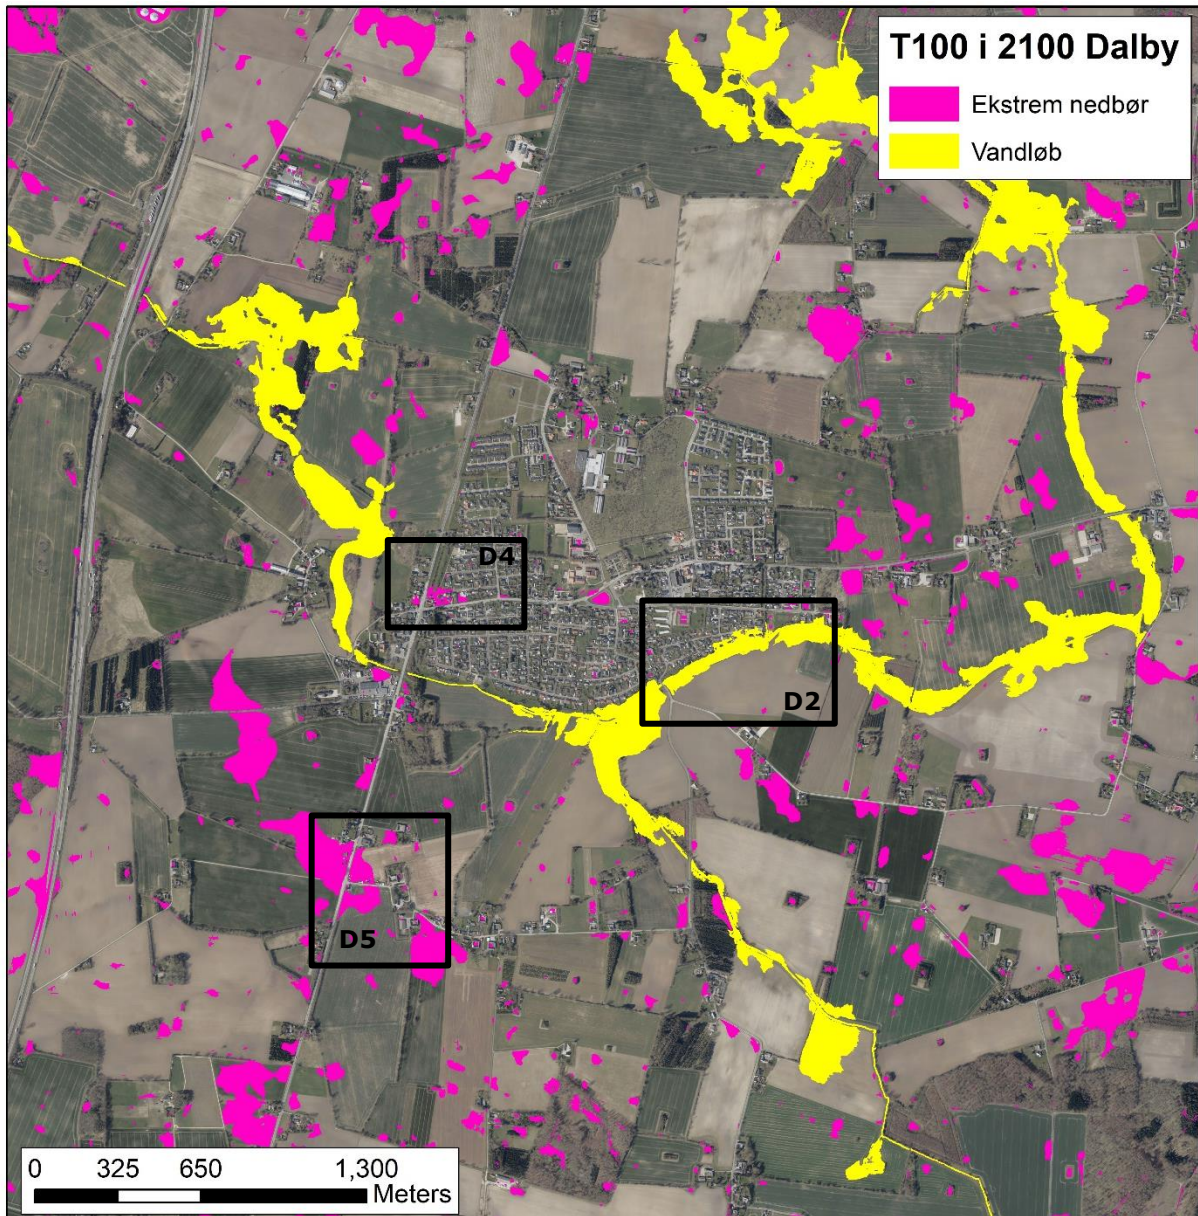 T100 i 2100 Dalby
Ekstrem nedbør
Vandløb
D4
D2
D5
0 325 650 1,300
Meters